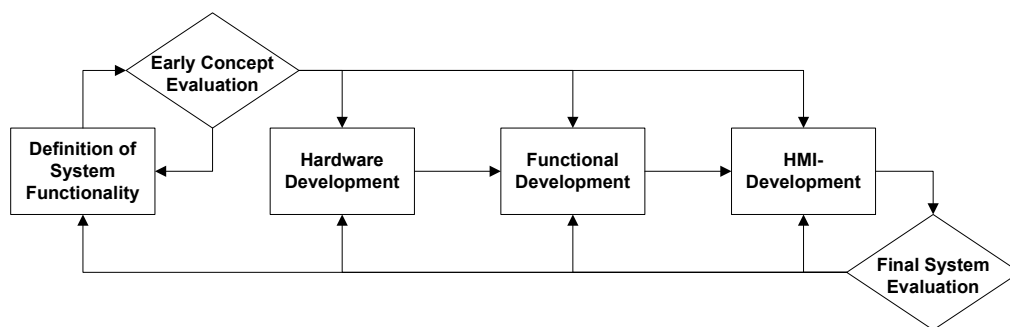 Early Concept
Evaluation
Definition of
System
Functionality
Hardware
Development
Functional
Development
HMI-
Development
Final System
Evaluation